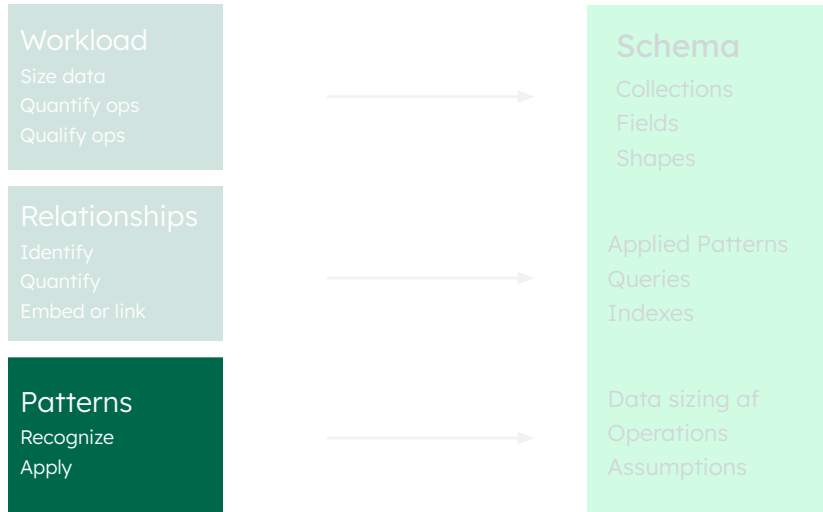 Workload
Size data
Quantify ops
Qualify ops
Relationships
Identify
Quantify
Embed or link
Patterns
Recognize
Apply
Schema
Collections
Fields
Shapes
Applied Patterns
Queries
Indexes
Data sizing af
Operations
Assumptions